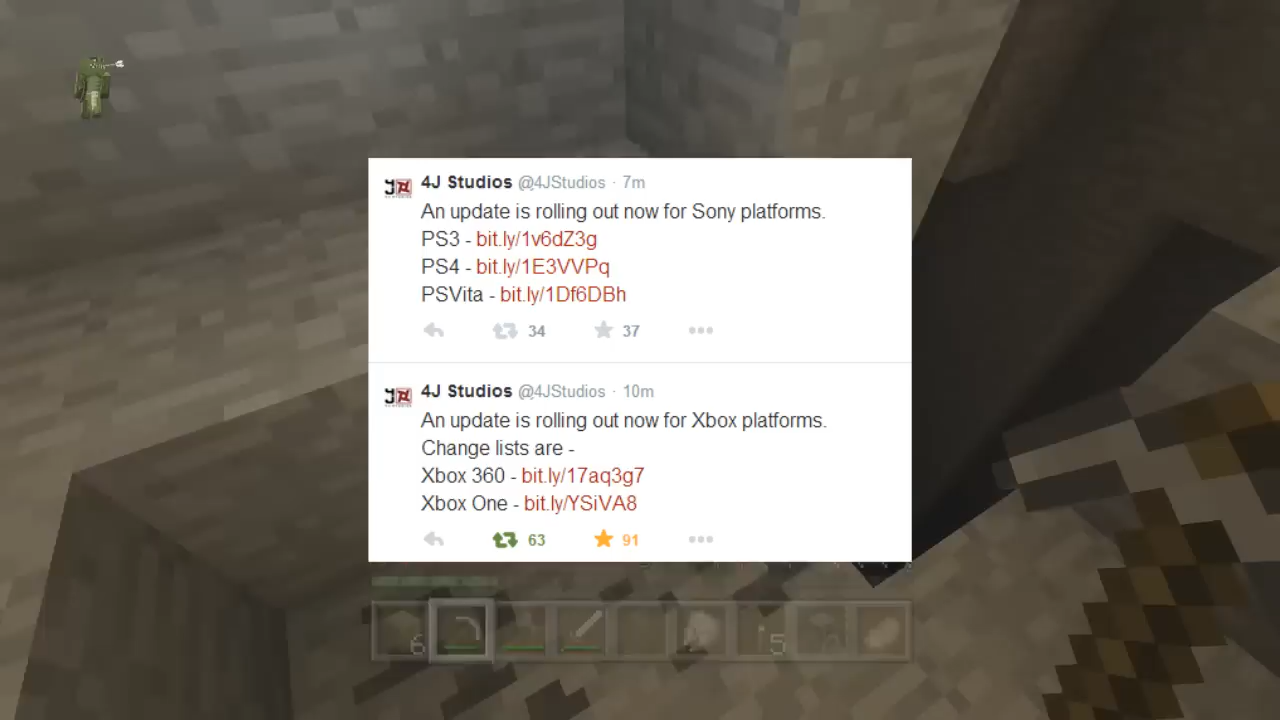 4J Studios @4JStudios · 7m
An update is rolling out now for Sony platforms.
PS3 - bit.ly/1v6dZ3g
PS4 - bit.ly/1E3VVPq
PSVita - bit.ly/1Df6DBh
34 37
4J Studios @4JStudios · 10m
An update is rolling out now for Xbox platforms.
Change lists are -
Xbox 360 - bit.ly/17aq3g7
Xbox One - bit.ly/YSiVA8
63 91
6 5